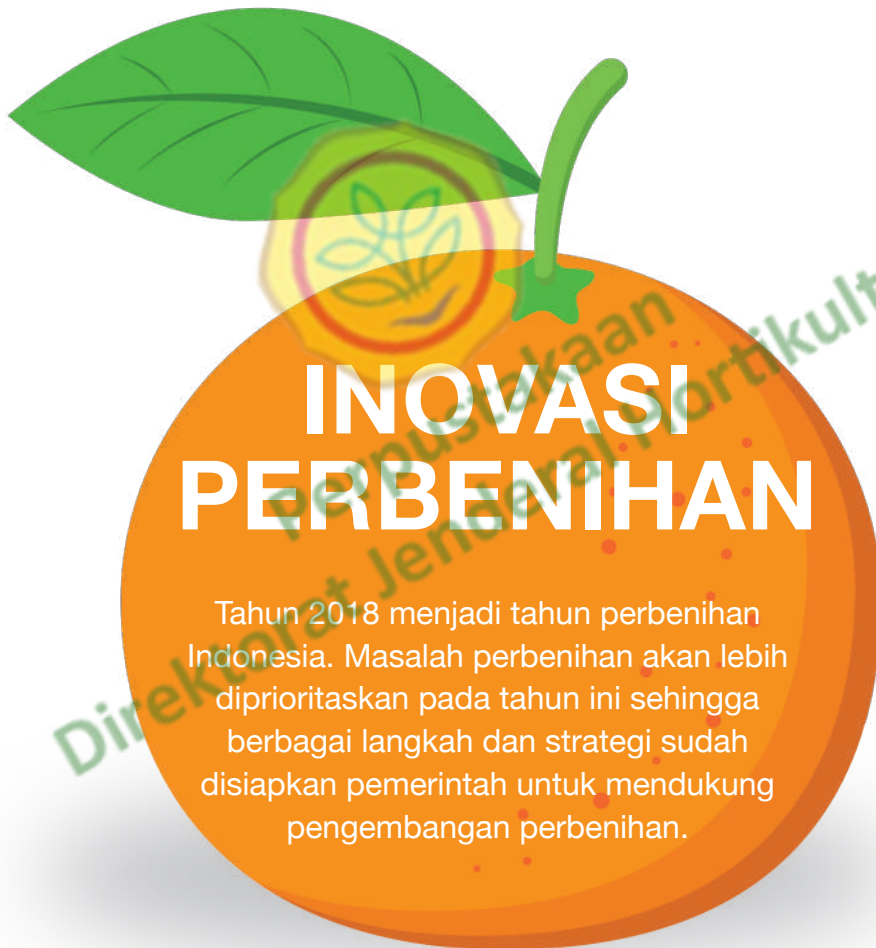 INOVASI
PERBENIHAN
Tahun 2018 menjadi tahun perbenihan
Indonesia. Masalah perbenihan akan lebih
diprioritaskan pada tahun ini sehingga
berbagai langkah dan strategi sudah
disiapkan pemerintah untuk mendukung
pengembangan perbenihan.
Perpustakaan
Direktorat Jenderal Hortikult